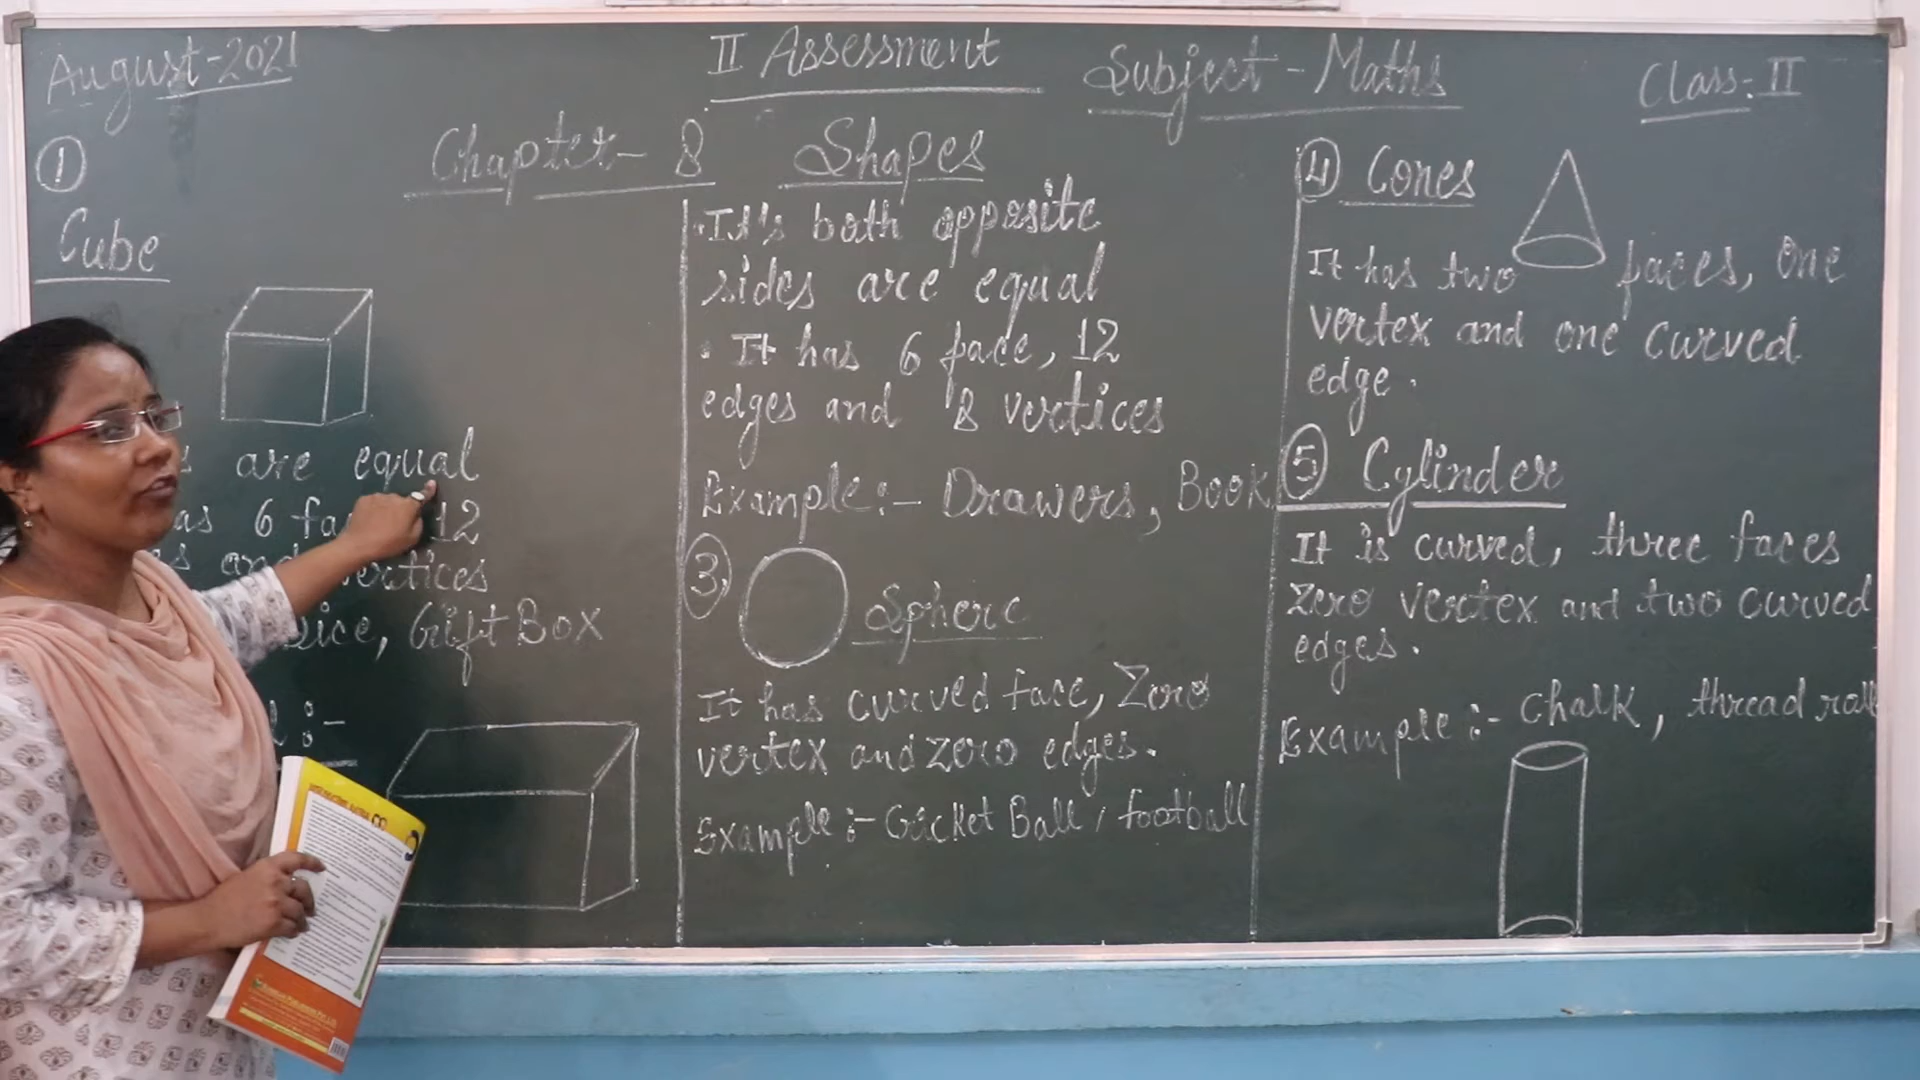 August-2021
II Assessment
Subject - Maths
Class:- II
Chapter- 8 Shapes
①
Cube
are equal
6 fa 12
and vertices
Gift Box
:-
• It's both opposite
sides are equal
• It has 6 face, 12
edges and 8 vertices
Example:- Drawers, Book
3.
Sphere
It has curved face, Zero
vertex and zero edges.
Example:- Cricket Ball, football
④ Cones
It has two faces, One
vertex and one curved
edge.
⑤ Cylinder
It is curved, three faces
Zero vertex and two curved
edges.
Example:- Chalk, thread roll